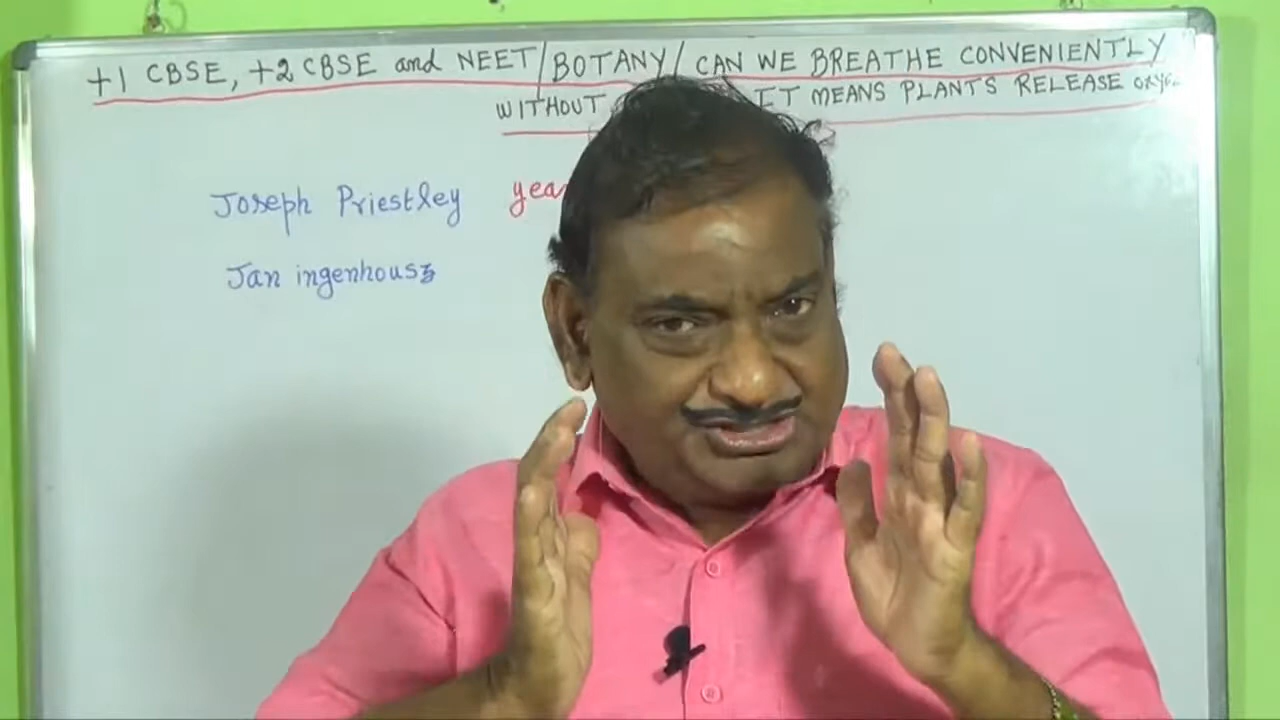 +1 CBSE, +2 CBSE and NEET/BOTANY/ CAN WE BREATHE CONVENIENTLY
WITHOUT IT MEANS PLANTS RELEASE
Joseph Priestley
Jan ingenhousz